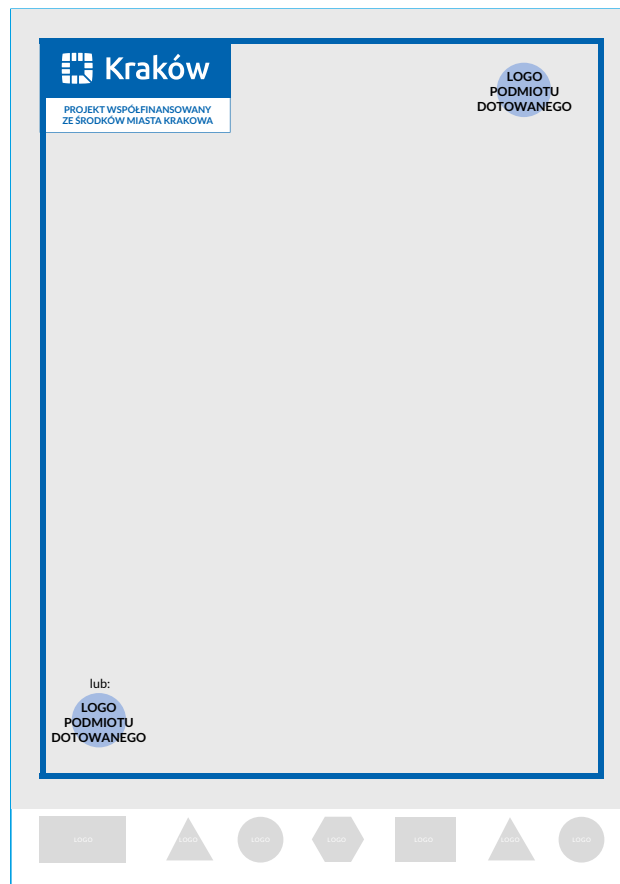 Kraków
PROJEKT WSPÓŁFINANSOWANY
ZE ŚRODKÓW MIASTA KRAKOWA
LOGO
PODMIOTU
DOTOWANEGO
lub:
LOGO
PODMIOTU
DOTOWANEGO
LOGO
LOGO
LOGO
LOGO
LOGO
LOGO
LOGO